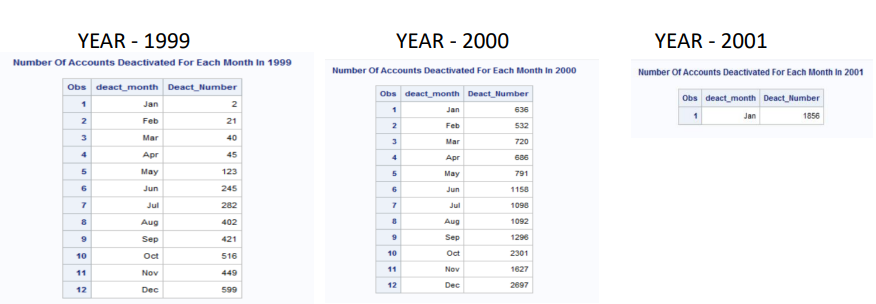 YEAR - 1999
Number Of Accounts Deactivated For Each Month In 1999
Obs deact_month Deact_Number
1 Jan 2
2 Feb 21
3 Mar 40
4 Apr 45
5 May 123
6 Jun 245
7 Jul 282
8 Aug 402
9 Sep 421
10 Oct 516
11 Nov 449
12 Dec 599
YEAR - 2000
Number Of Accounts Deactivated For Each Month In 2000
Obs deact_month Deact_Number
1 Jan 636
2 Feb 532
3 Mar 720
4 Apr 686
5 May 791
6 Jun 1158
7 Jul 1098
8 Aug 1092
9 Sep 1296
10 Oct 2301
11 Nov 1627
12 Dec 2697
YEAR - 2001
Number Of Accounts Deactivated For Each Month In 2001
Obs deact_month Deact_Number
1 Jan 1856